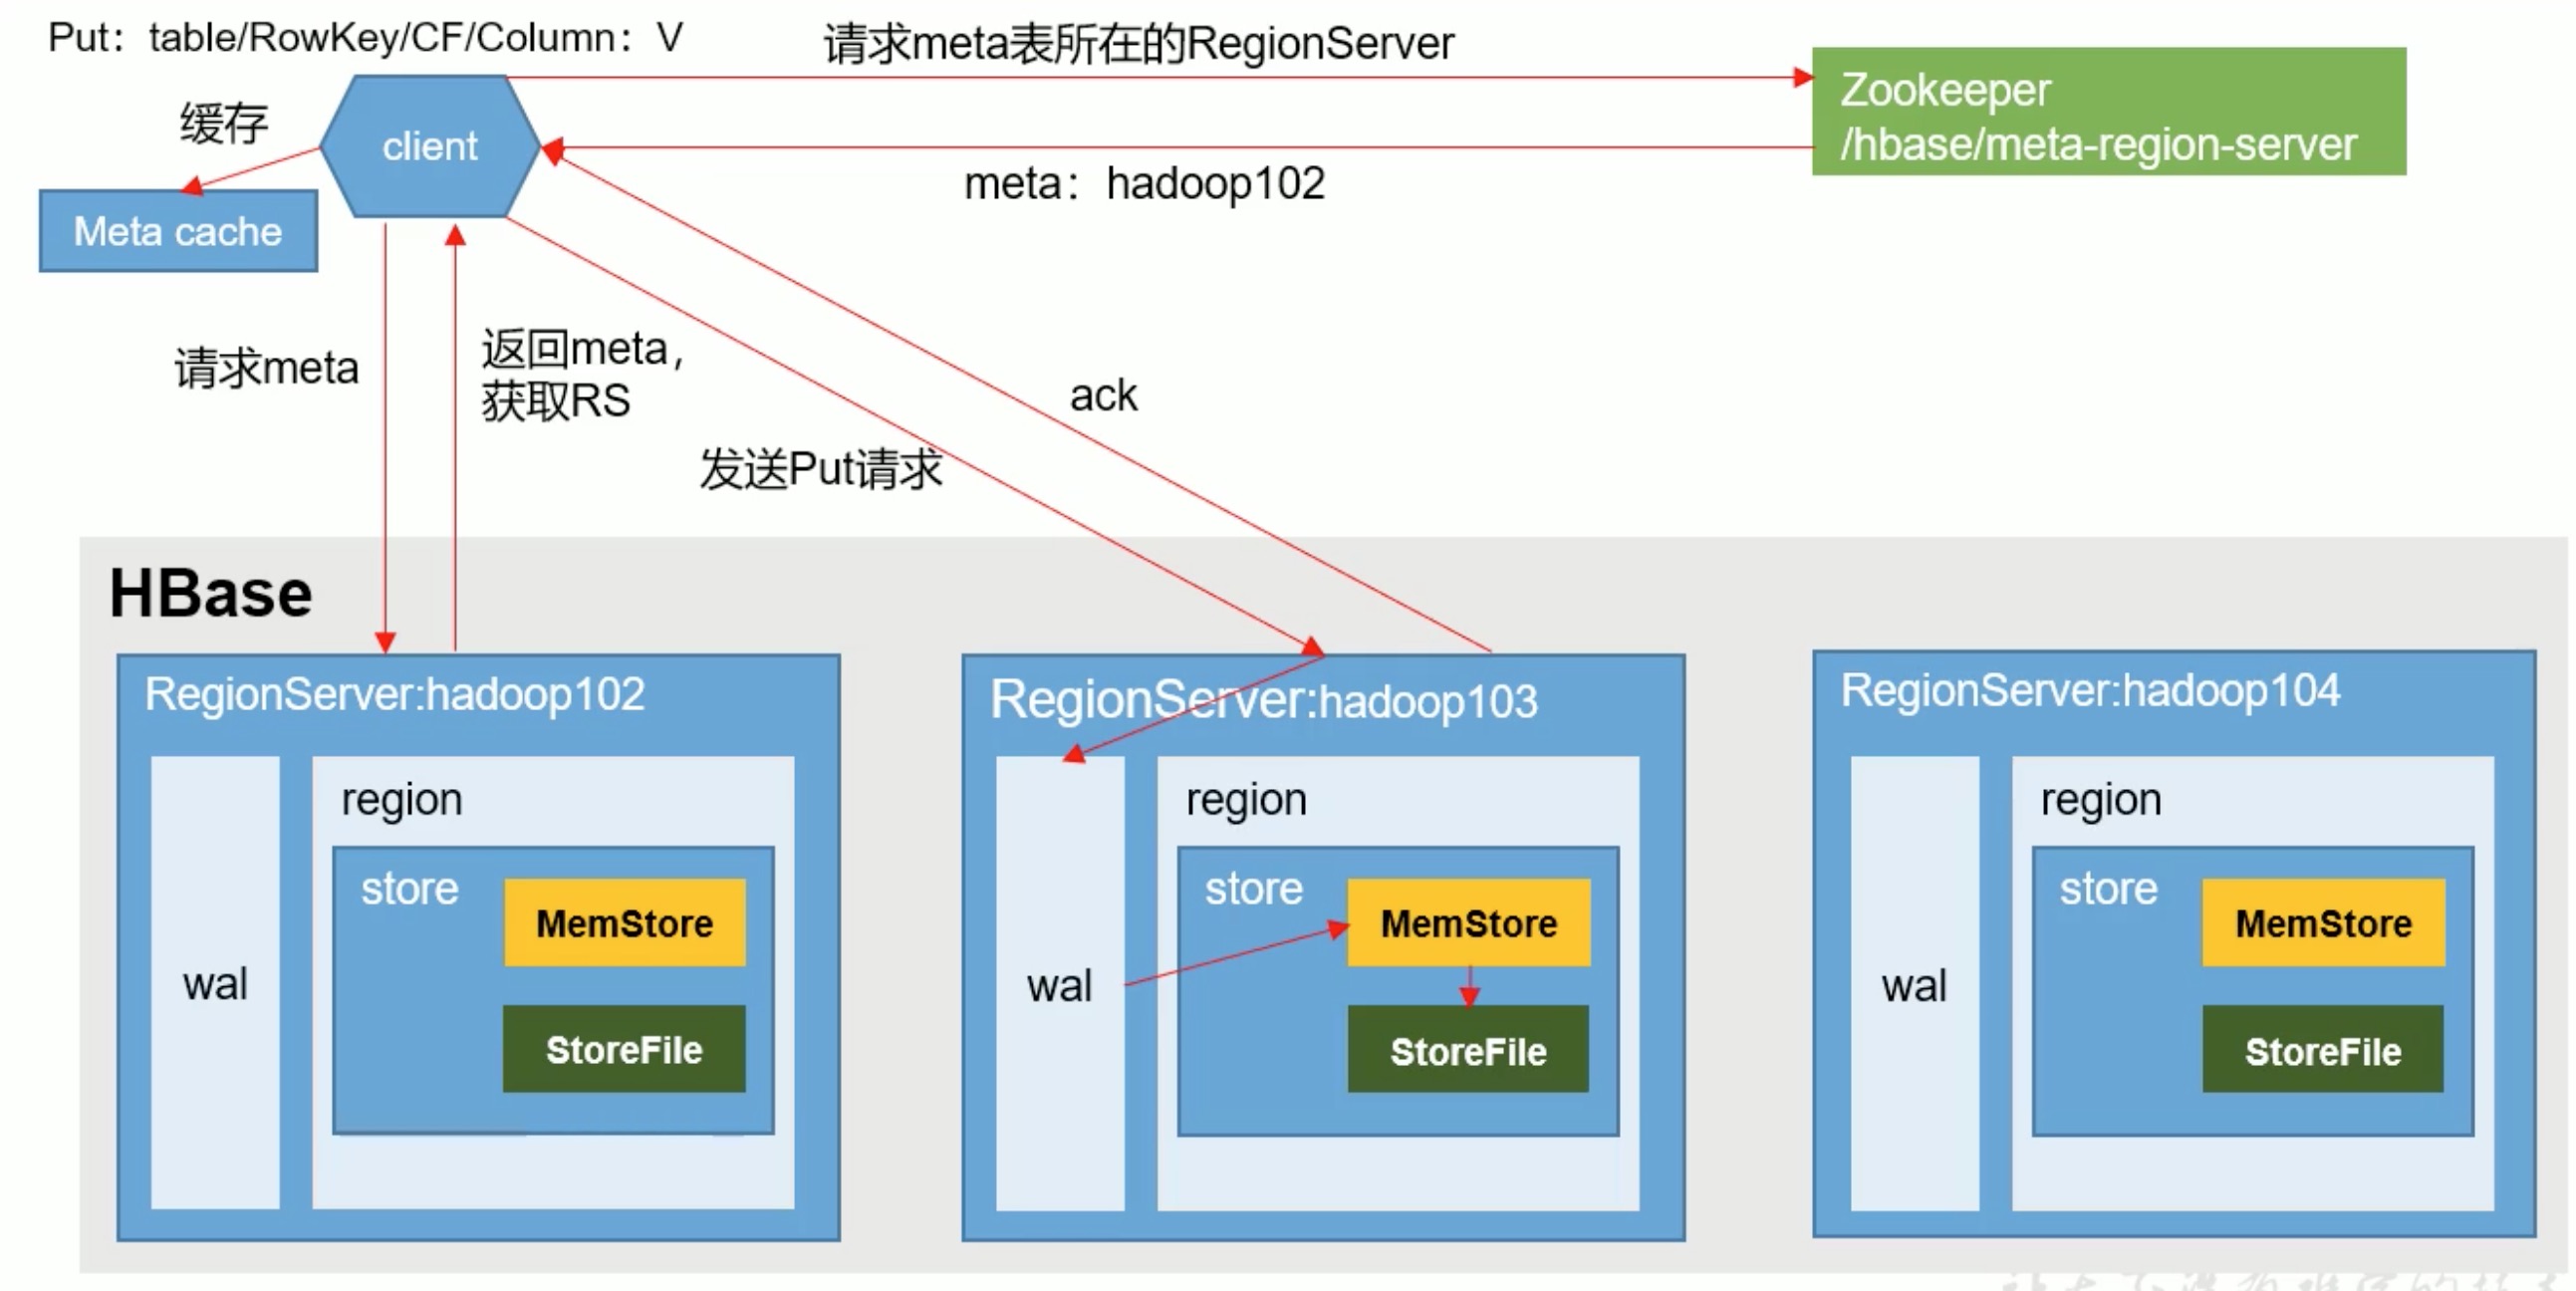 Put：table/RowKey/CF/Column：V
请求meta表所在的RegionServer
Zookeeper
/hbase/meta-region-server
缓存
client
meta：hadoop102
Meta cache
请求meta
返回meta，
获取RS
ack
发送Put请求
HBase
RegionServer:hadoop102
wal
region
store
MemStore
StoreFile
RegionServer:hadoop103
wal
region
store
MemStore
StoreFile
RegionServer:hadoop104
wal
region
store
MemStore
StoreFile